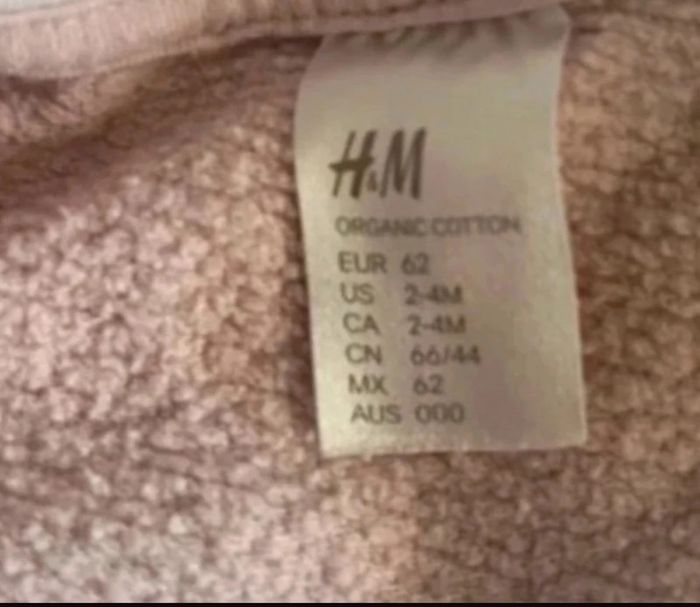 H&M
ORGANIC COTTON
EUR 62
US 2-4M
CA 2-4M
CN 66/44
MX 62
AUS 000